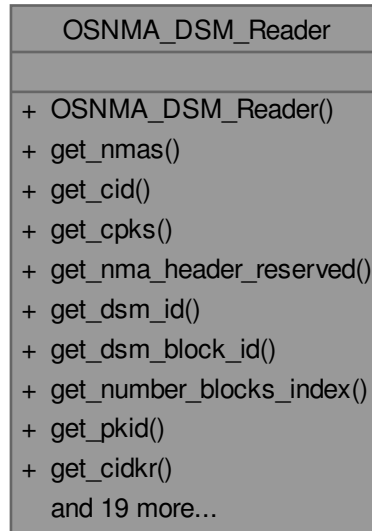 OSNMA_DSM_Reader
+ OSNMA_DSM_Reader()
+ get_nmas()
+ get_cid()
+ get_cpks()
+ get_nma_header_reserved()
+ get_dsm_id()
+ get_dsm_block_id()
+ get_number_blocks_index()
+ get_pkid()
+ get_cidkr()
and 19 more...